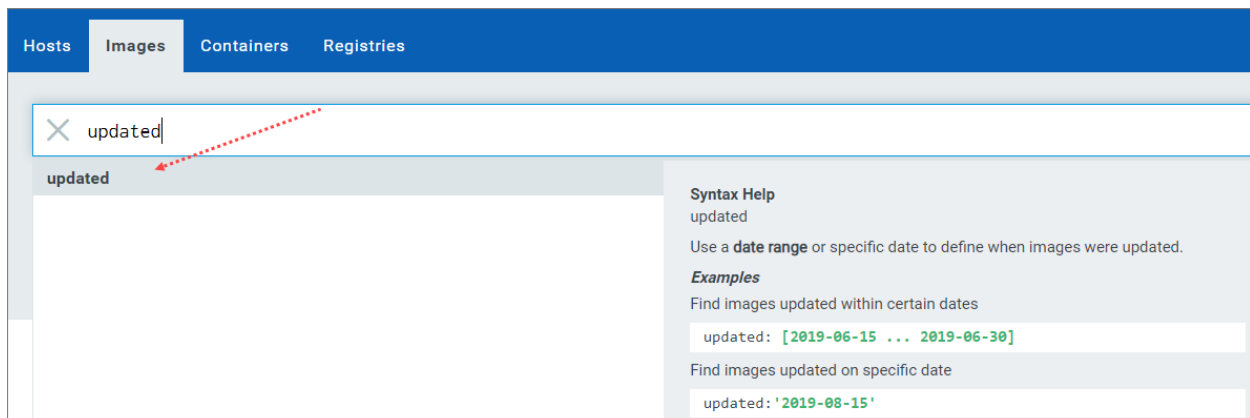 Hosts Images Containers Registries
updated
updated
Syntax Help
updated
Use a date range or specific date to define when images were updated.
Examples
Find images updated within certain dates
updated: [2019-06-15 ... 2019-06-30]
Find images updated on specific date
updated:'2019-08-15'